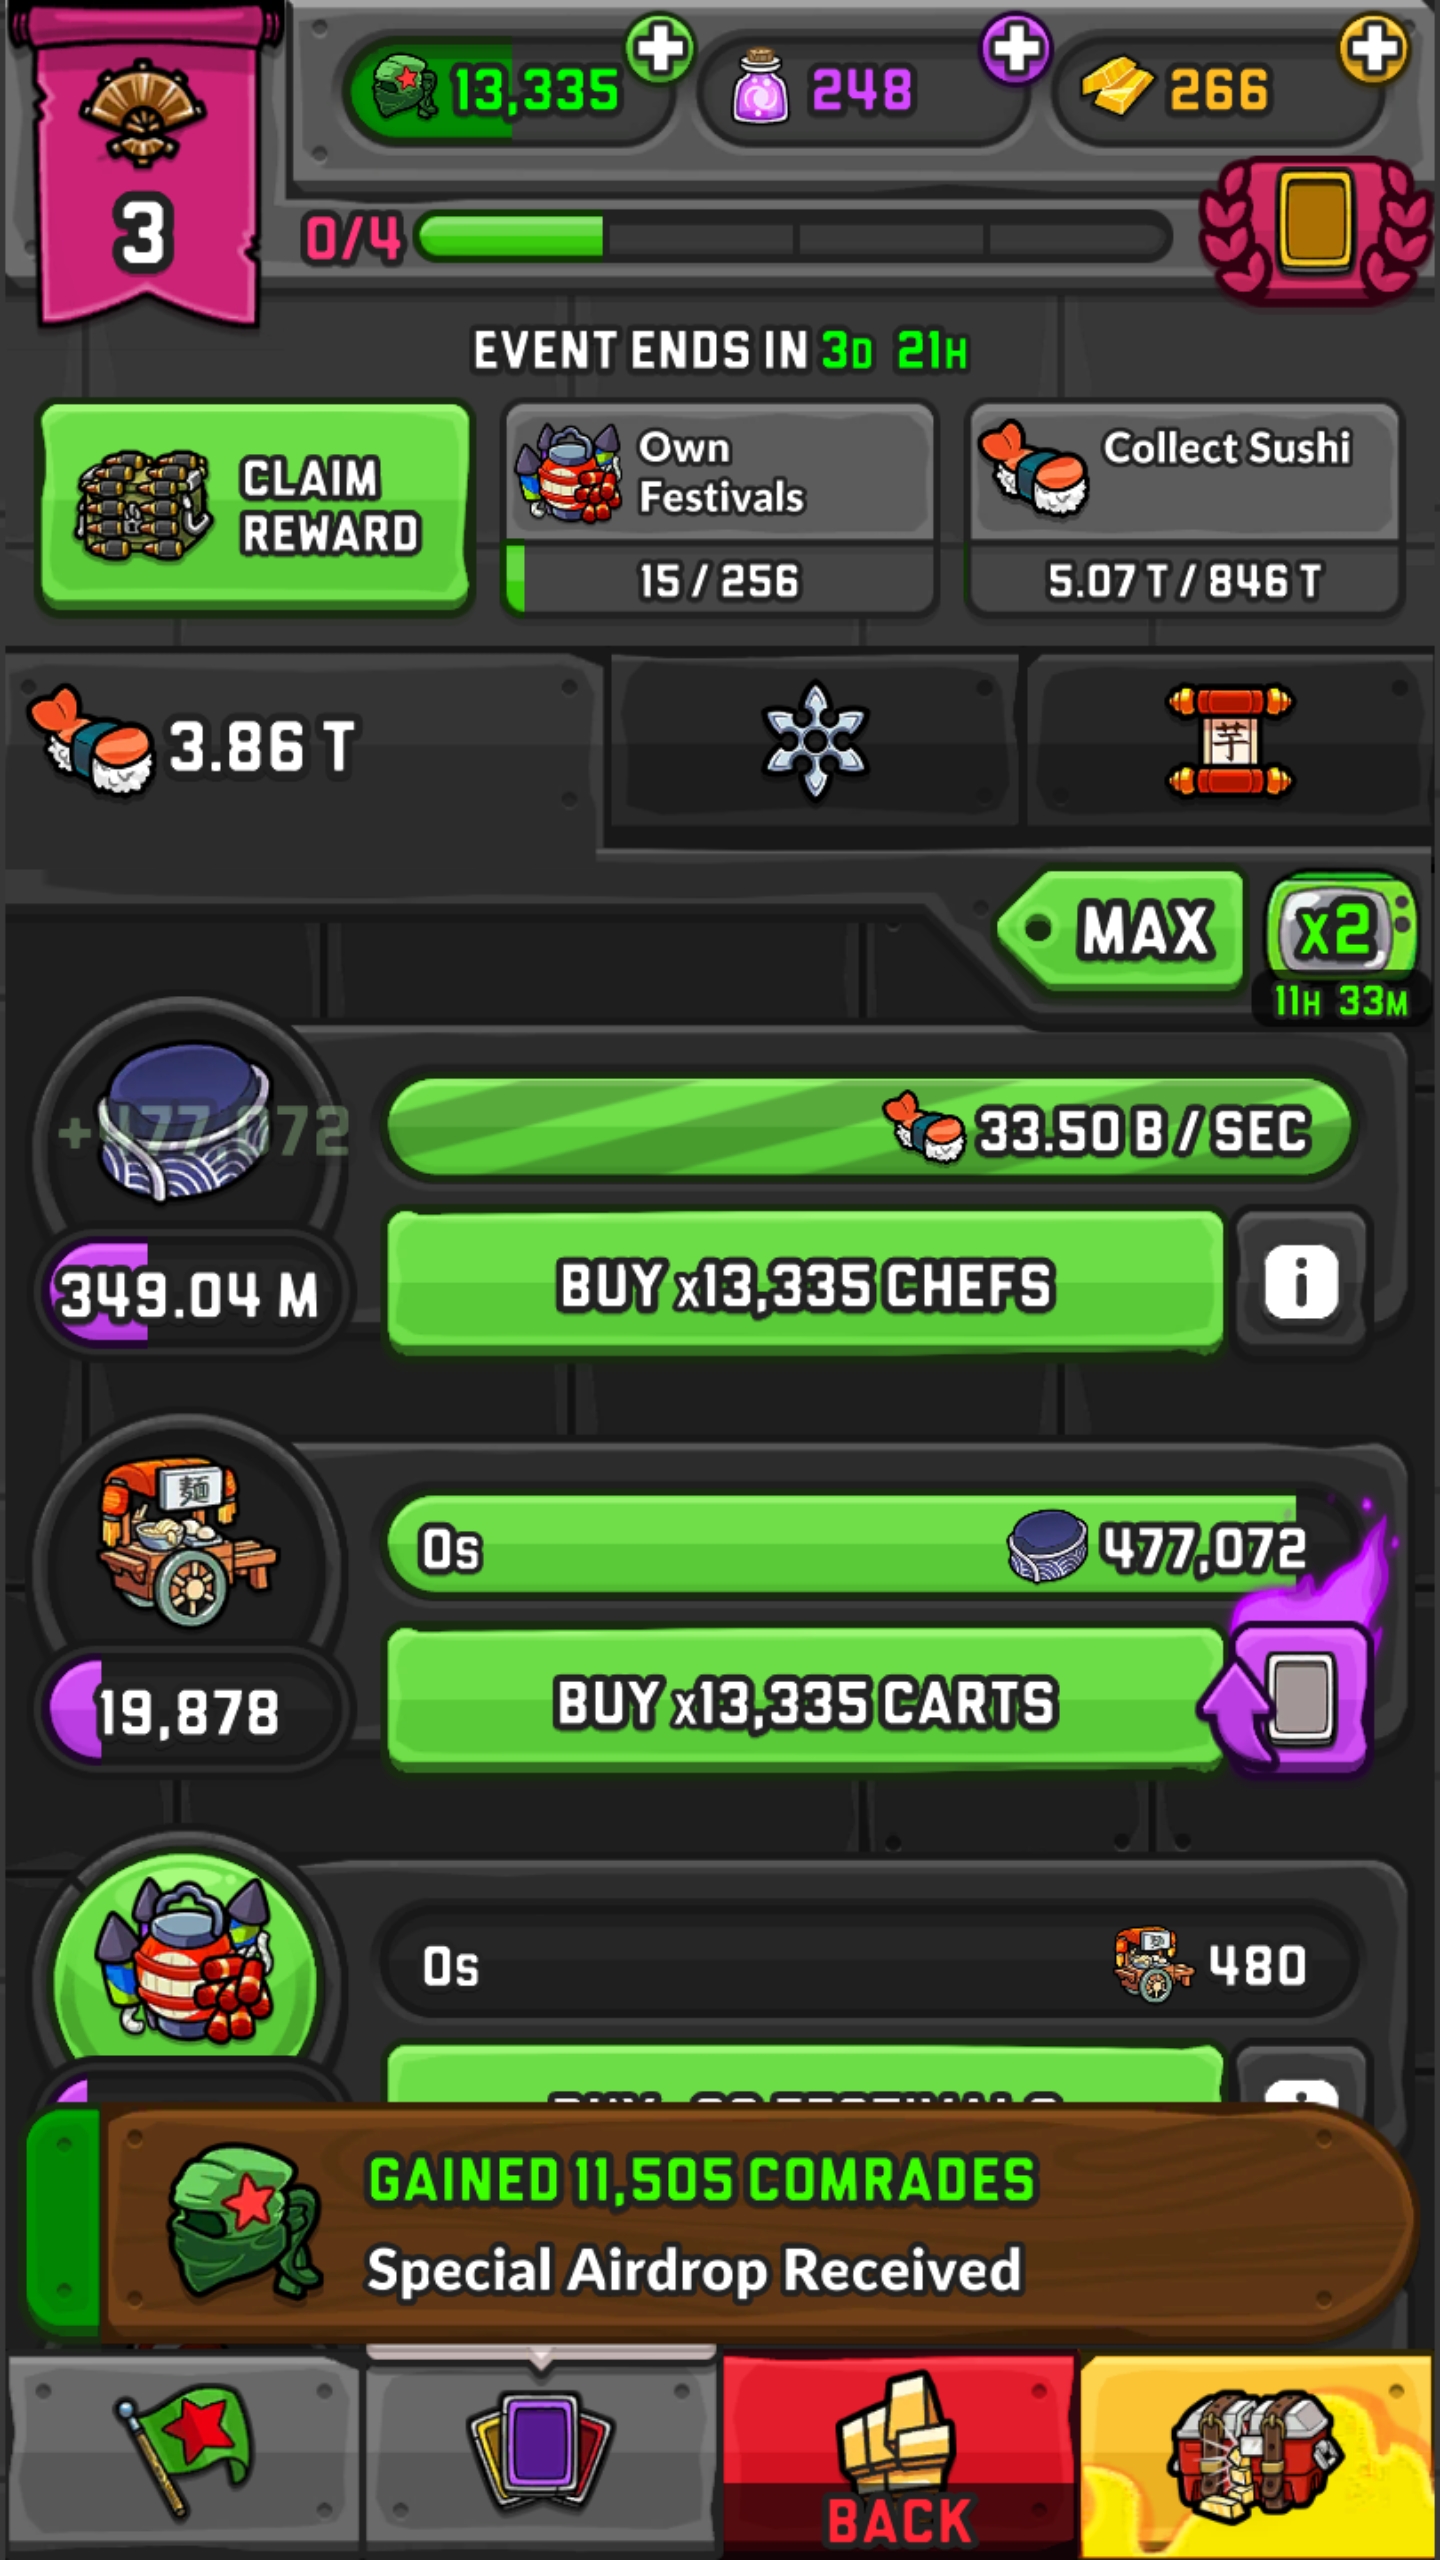 13,335
248
266
3
0/4
EVENT ENDS IN 3D 21H
CLAIM
REWARD
Own
Festivals
15 / 256
Collect Sushi
5.07 T / 846 T
3.86 T
芋
MAX
x2
11H 33M
+477,072
33.50 B / SEC
349.04 M
BUY x13,335 CHEFS
麺
0s
477,072
19,878
BUY x13,335 CARTS
0s
480
GAINED 11,505 COMRADES
Special Airdrop Received
BACK